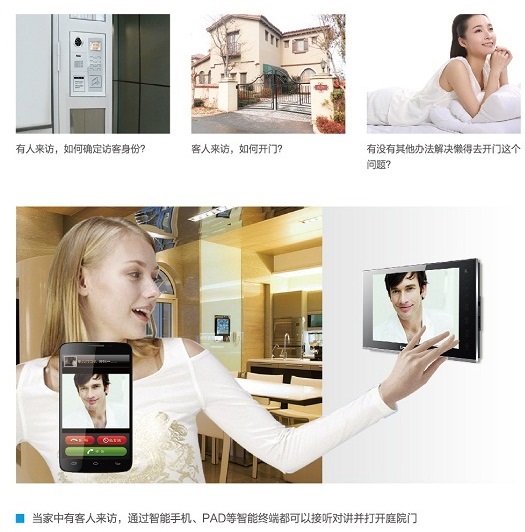 有人来访，如何确定访客身份?
客人来访，如何开门?
有没有其他办法解决懒得去开门这个
问题?
当家中有客人来访，通过智能手机、PAD等智能终端都可以接听对讲并打开庭院门